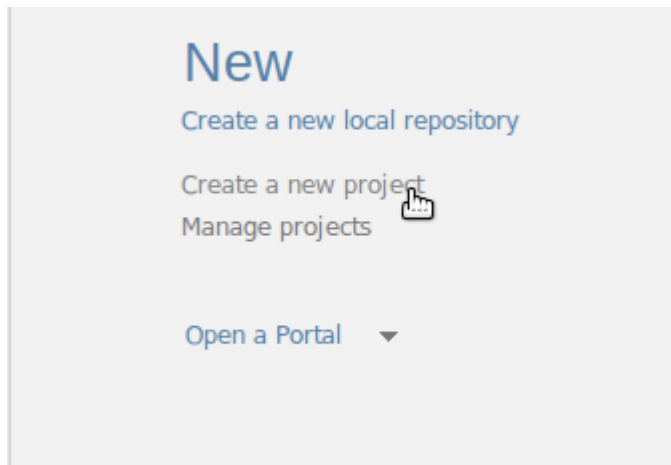 New
Create a new local repository
Create a new project
Manage projects
Open a Portal